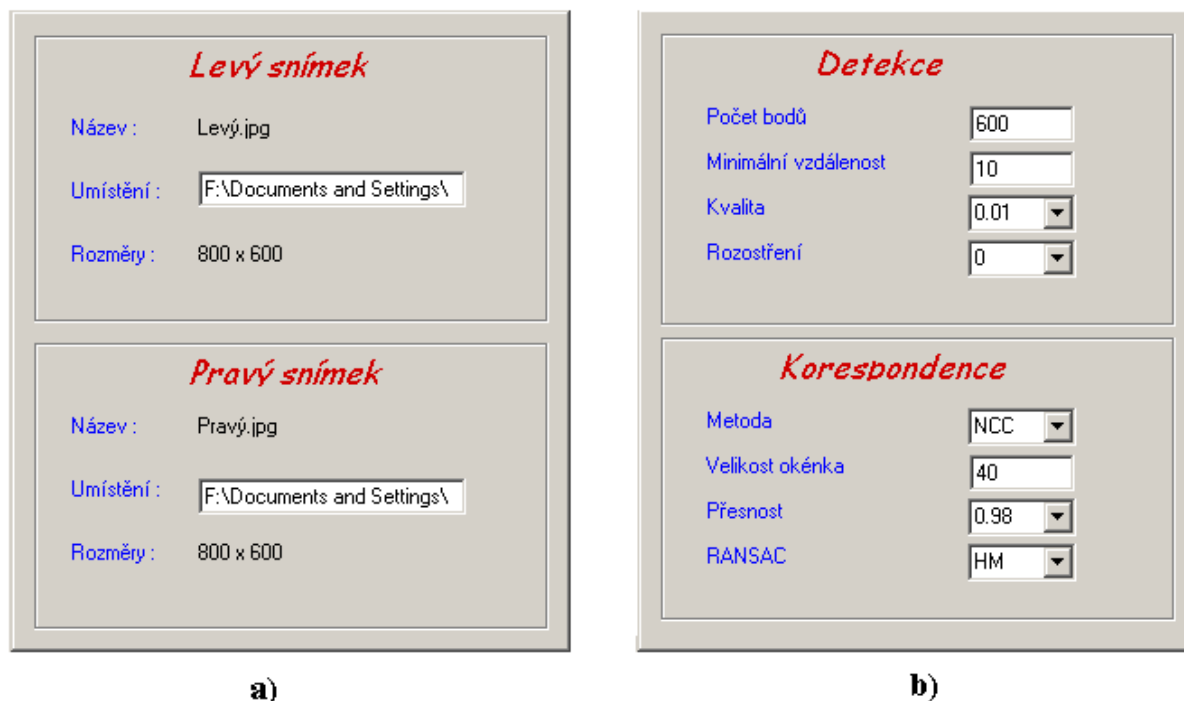 Levý snímek
Název : Levý.jpg
Umístění : F:\Documents and Settings\
Rozměry : 800 x 600
Pravý snímek
Název : Pravý.jpg
Umístění : F:\Documents and Settings\
Rozměry : 800 x 600
a)
Detekce
Počet bodů 600
Minimální vzdálenost 10
Kvalita 0.01
Rozostření 0
Korespondence
Metoda NCC
Velikost okénka 40
Přesnost 0.98
RANSAC HM
b)